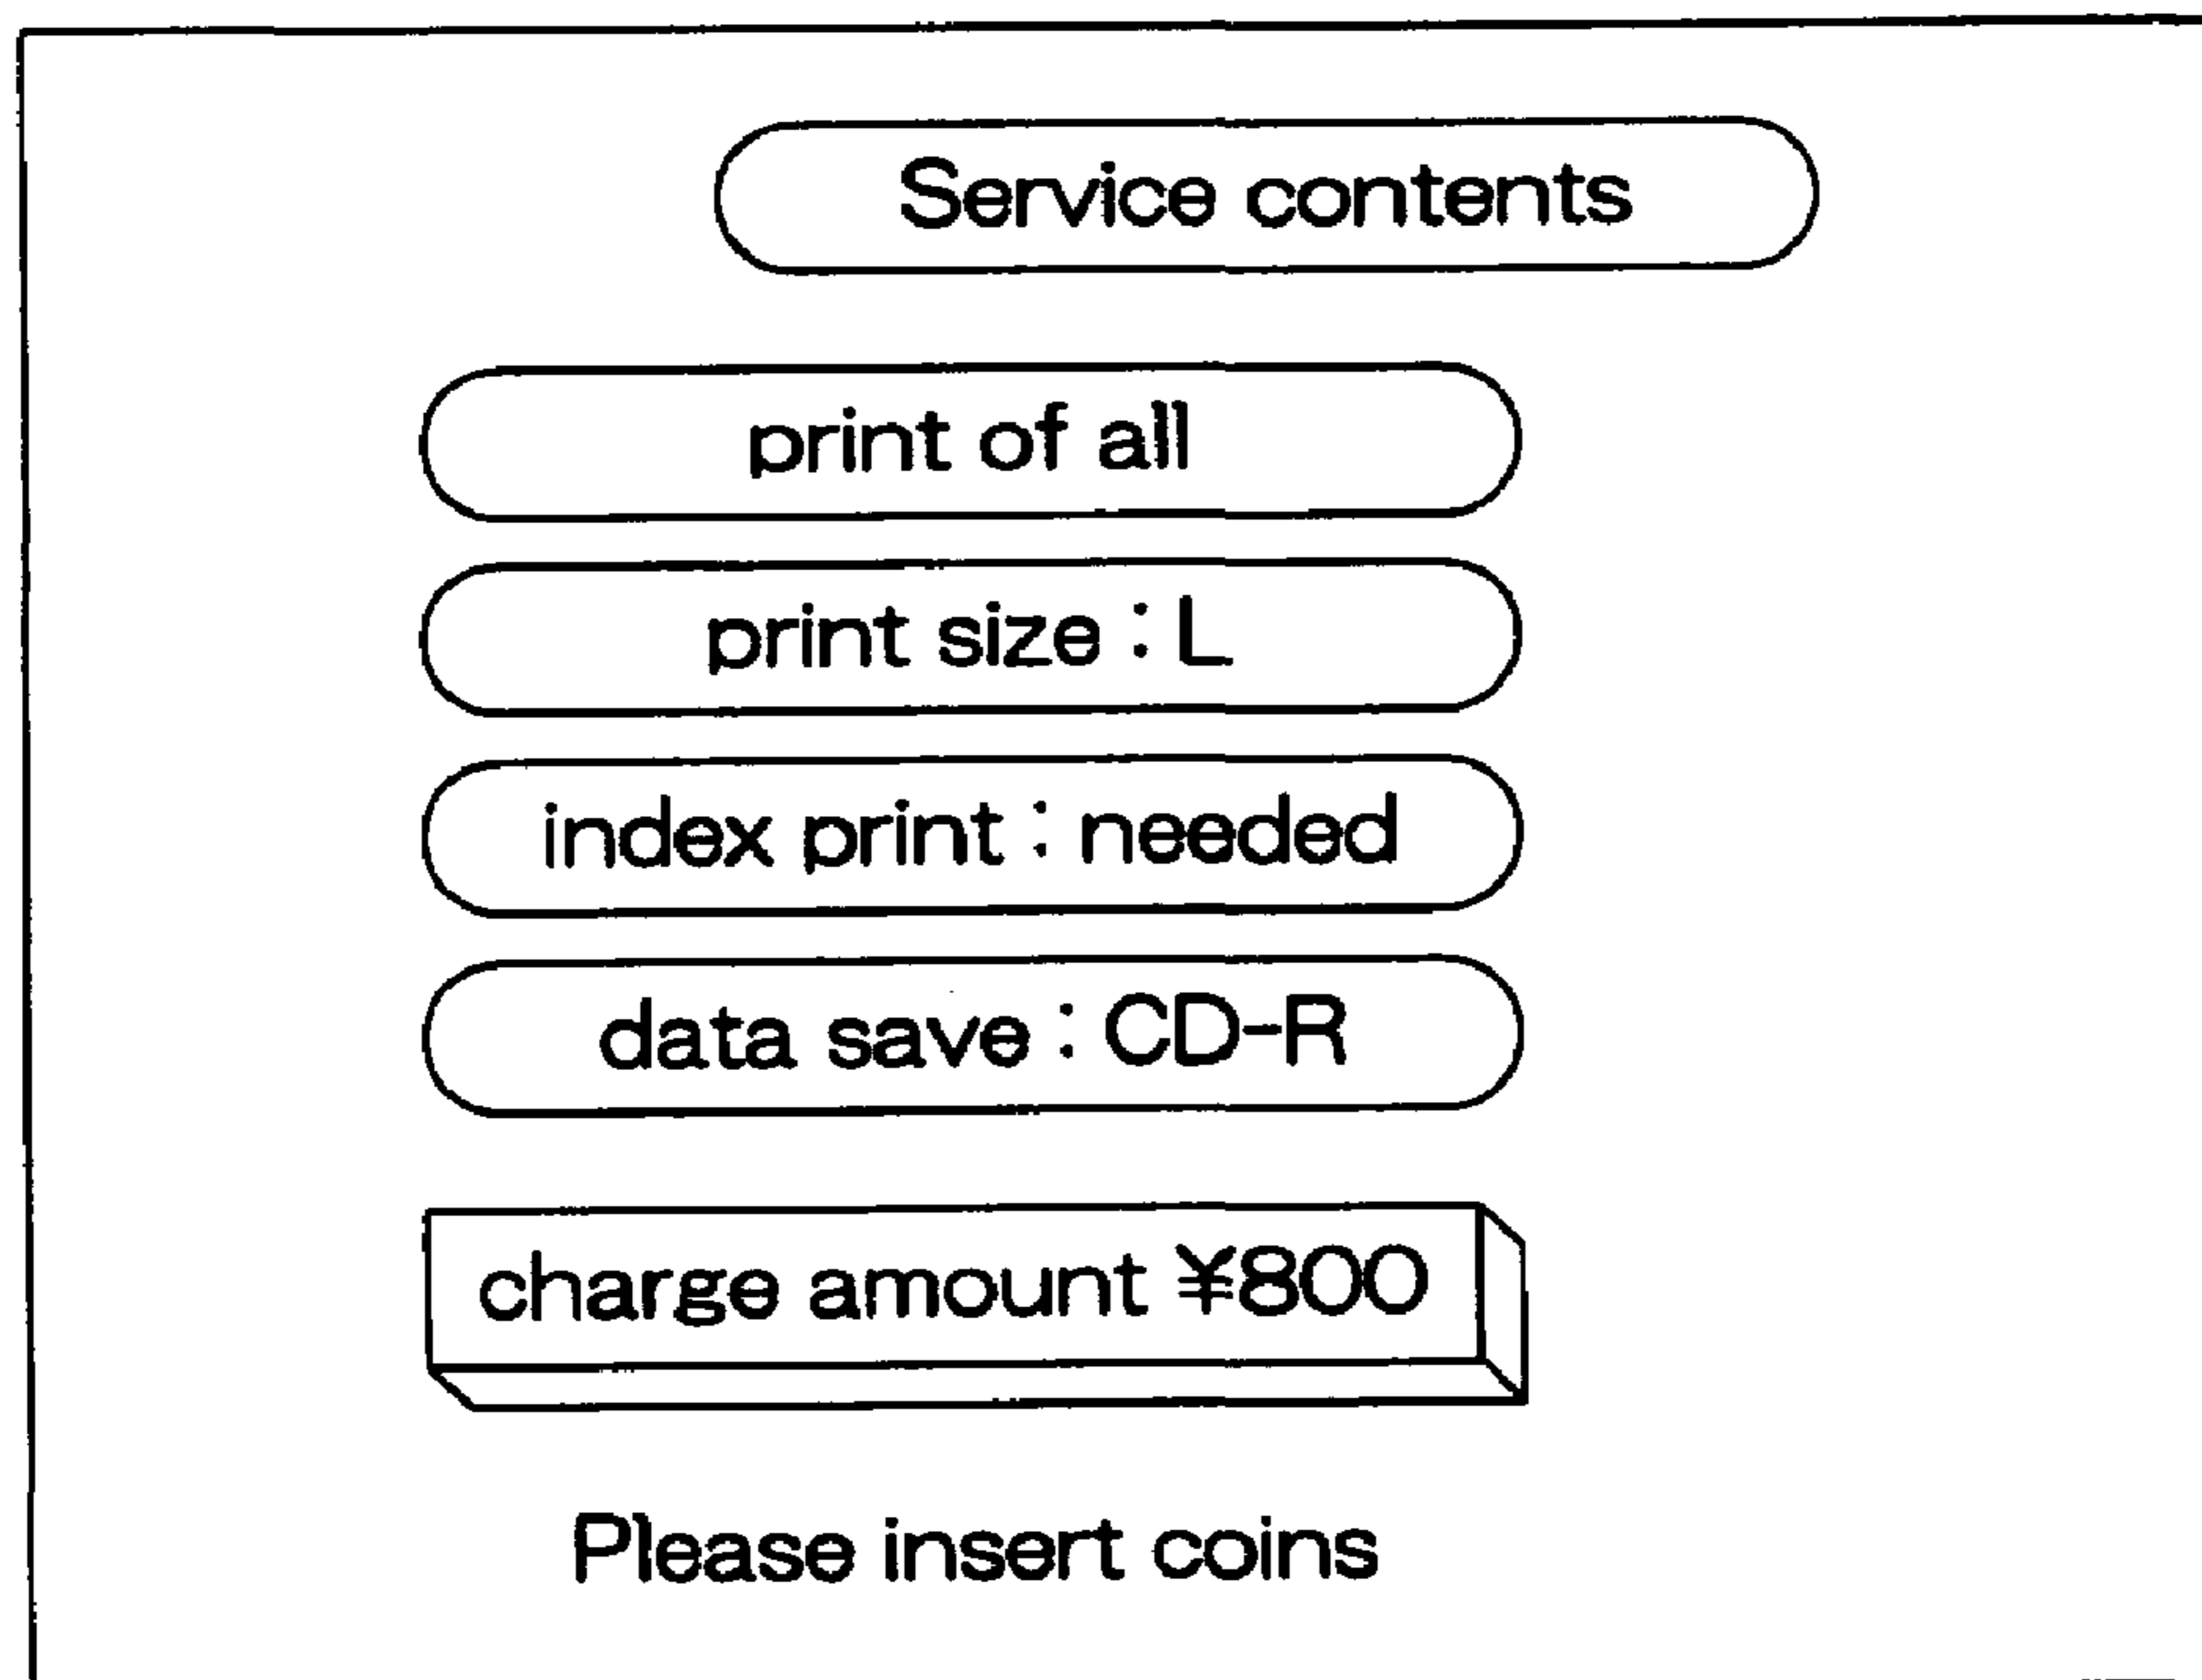 Service contents
print of all
print size : L
index print : needed
data save : CD-R
charge amount ¥800
Please insert coins